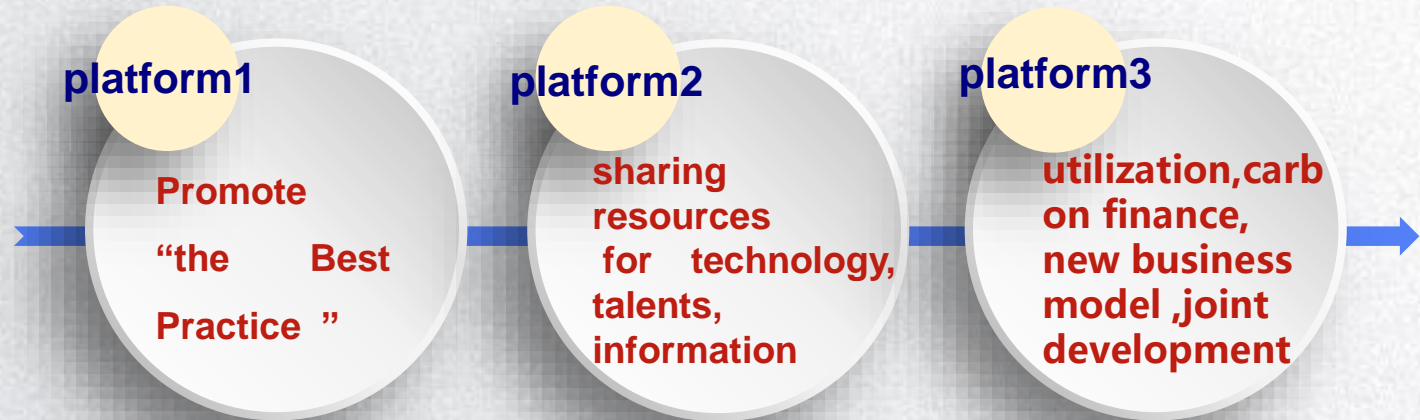 platform1
Promote
“the Best
Practice ”
platform2
sharing
resources
for technology,
talents,
information
platform3
utilization,carb
on finance,
new business
model ,joint
development